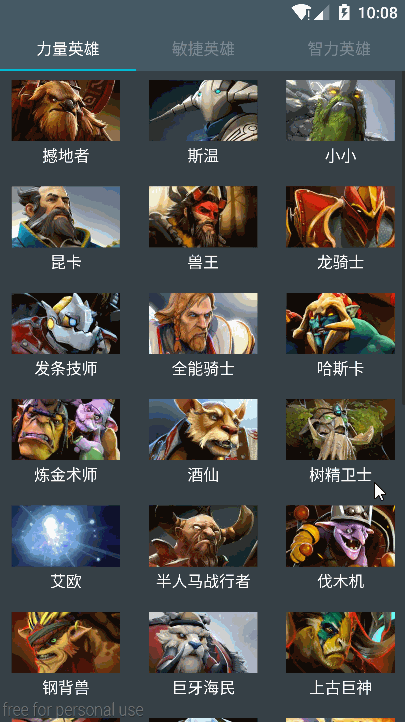 10:08
力量英雄 敏捷英雄 智力英雄
撼地者 斯温 小小
昆卡 兽王 龙骑士
发条技师 全能骑士 哈斯卡
炼金术师 酒仙 树精卫士
艾欧 半人马战行者 伐木机
钢背兽 巨牙海民 上古巨神
free for personal use